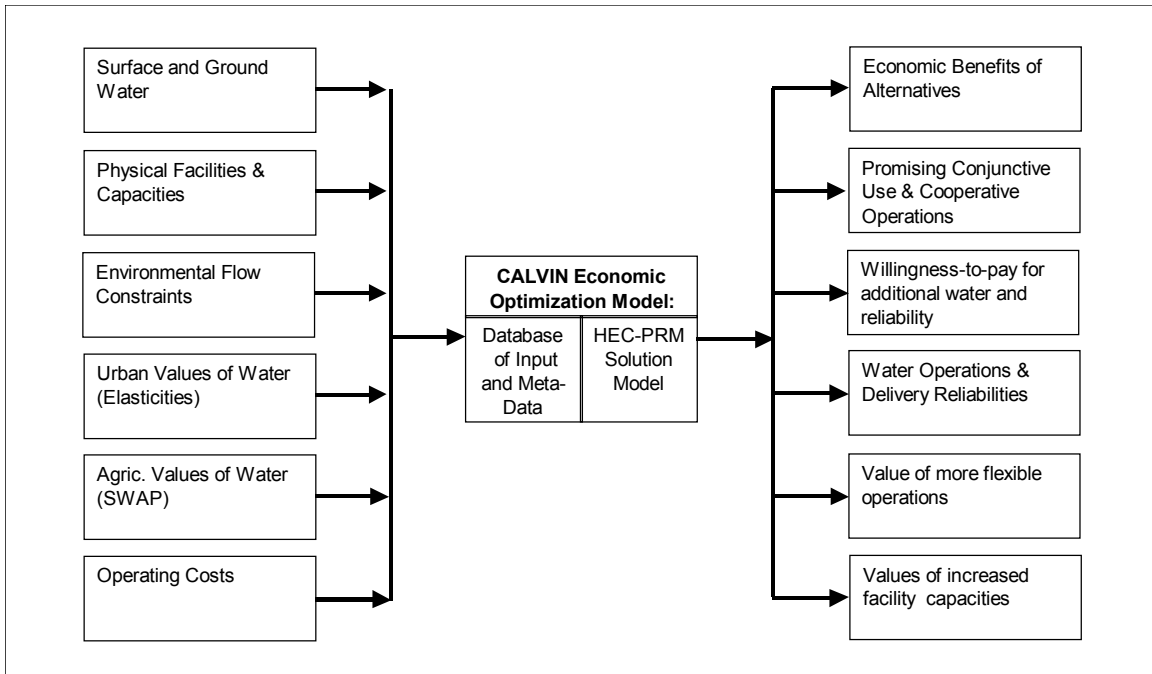 Surface and Ground
Water
Physical Facilities &
Capacities
Environmental Flow
Constraints
Urban Values of Water
(Elasticities)
Agric. Values of Water
(SWAP)
Operating Costs
CALVIN Economic
Optimization Model:
Database
of Input
and Meta-
Data
HEC-PRM
Solution
Model
Economic Benefits of
Alternatives
Promising Conjunctive
Use & Cooperative
Operations
Willingness-to-pay for
additional water and
reliability
Water Operations &
Delivery Reliabilities
Value of more flexible
operations
Values of increased
facility capacities